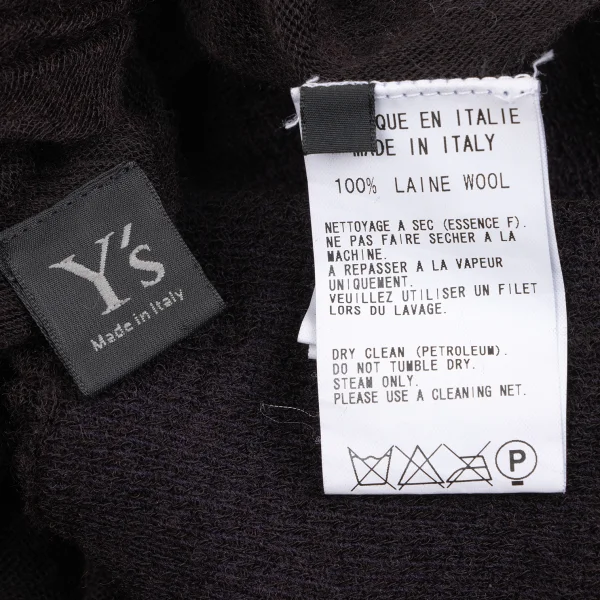 Y's
Made in Italy
QUE EN ITALIE
MADE IN ITALY
100% LAINE WOOL
NETTOYAGE A SEC (ESSENCE F).
NE PAS FAIRE SECHER A LA
MACHINE.
A REPASSER A LA VAPEUR
UNIQUEMENT.
VEUILLEZ UTILISER UN FILET
LORS DU LAVAGE.
DRY CLEAN (PETROLEUM).
DO NOT TUMBLE DRY.
STEAM ONLY.
PLEASE USE A CLEANING NET.
P